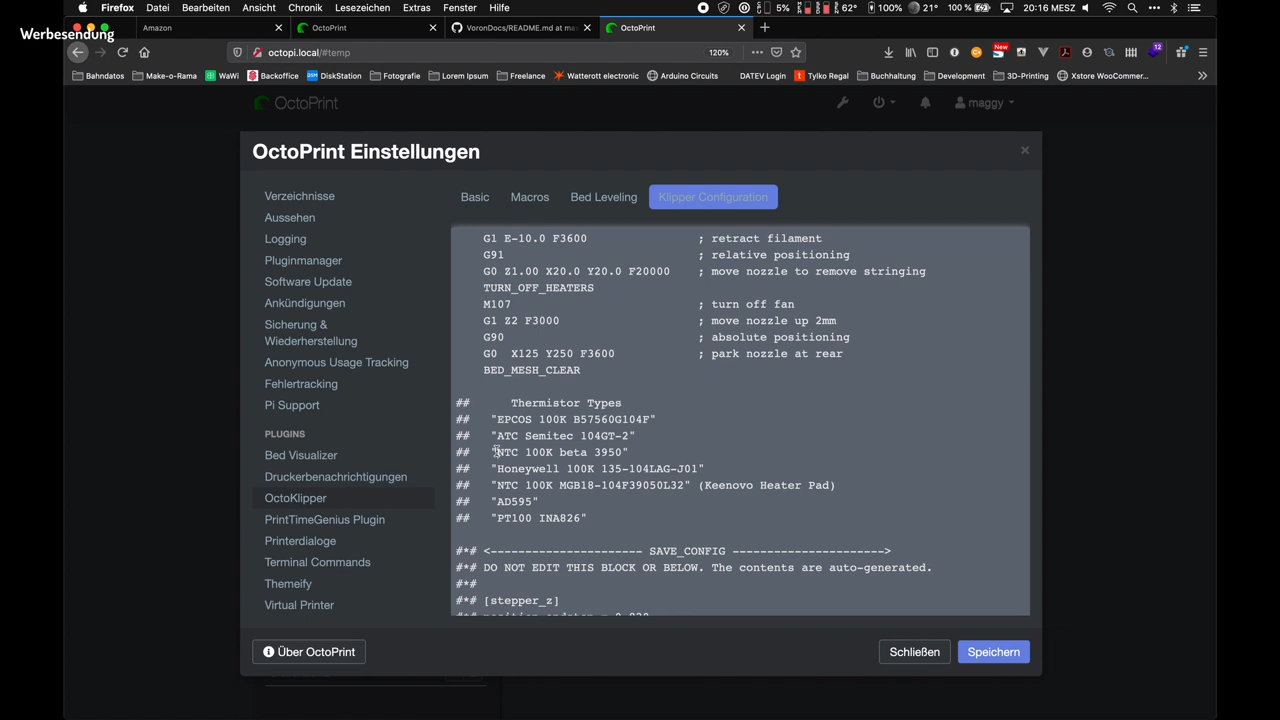 Firefox Datei Bearbeiten Ansicht Chronik Lesezeichen Extras Fenster Hilfe 5% 62° 100% 21° 100 % 20:16 MESZ
Werbesendung
Amazon OctoPrint VoronDocs/README.md at mas OctoPrint
octopi.local/#temp 120% New 12
Bahndatos Make-o-Rama WaWi Backoffice DSM DiskStation Fotografie Lorem Ipsum Freelance Watterott electronic Arduino Circuits DATEV Login Tylko Regal Buchhaltung Development 3D-Printing Xstore WooCommer...
OctoPrint maggy
OctoPrint Einstellungen ×
Verzeichnisse
Aussehen
Logging
Pluginmanager
Software Update
Ankündigungen
Sicherung &
Wiederherstellung
Anonymous Usage Tracking
Fehlertracking
Pi Support
PLUGINS
Bed Visualizer
Druckerbenachrichtigungen
OctoKlipper
PrintTimeGenius Plugin
Printerdialoge
Terminal Commands
Themeify
Virtual Printer
Basic Macros Bed Leveling Klipper Configuration
G1 E-10.0 F3600 ; retract filament
G91 ; relative positioning
G0 Z1.00 X20.0 Y20.0 F20000 ; move nozzle to remove stringing
TURN_OFF_HEATERS
M107 ; turn off fan
G1 Z2 F3000 ; move nozzle up 2mm
G90 ; absolute positioning
G0 X125 Y250 F3600 ; park nozzle at rear
BED_MESH_CLEAR
## Thermistor Types
## "EPCOS 100K B57560G104F"
## "ATC Semitec 104GT-2"
## "NTC 100K beta 3950"
## "Honeywell 100K 135-104LAG-J01"
## "NTC 100K MGB18-104F39050L32" (Keenovo Heater Pad)
## "AD595"
## "PT100 INA826"
#*# <---------------------- SAVE_CONFIG ---------------------->
#*# DO NOT EDIT THIS BLOCK OR BELOW. The contents are auto-generated.
#*#
#*# [stepper_z]
Über OctoPrint Schließen Speichern